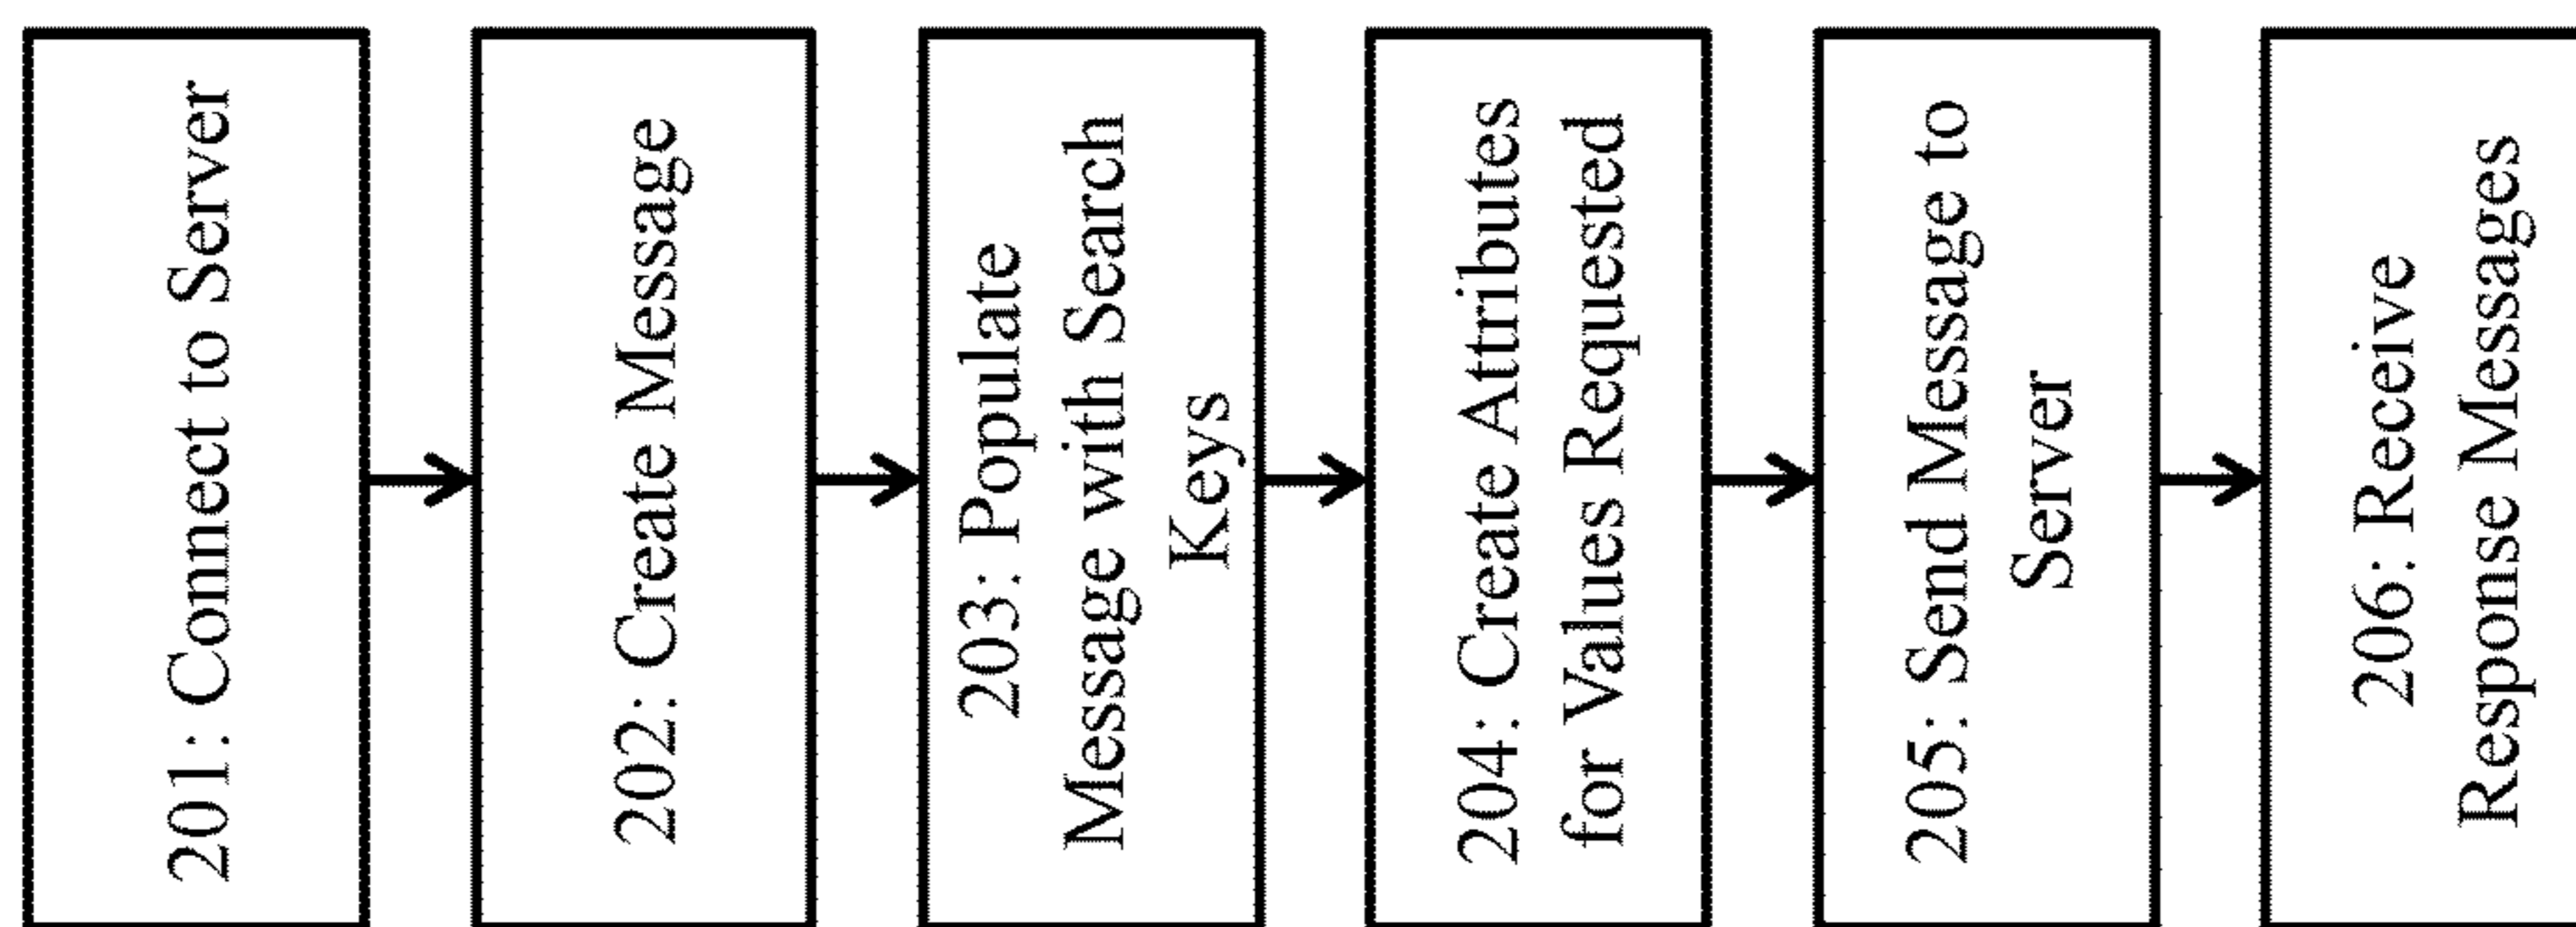 201: Connect to Server
202: Create Message
203: Populate
Message with Search
Keys
204: Create Attributes
for Values Requested
205: Send Message to
Server
206: Receive
Response Messages